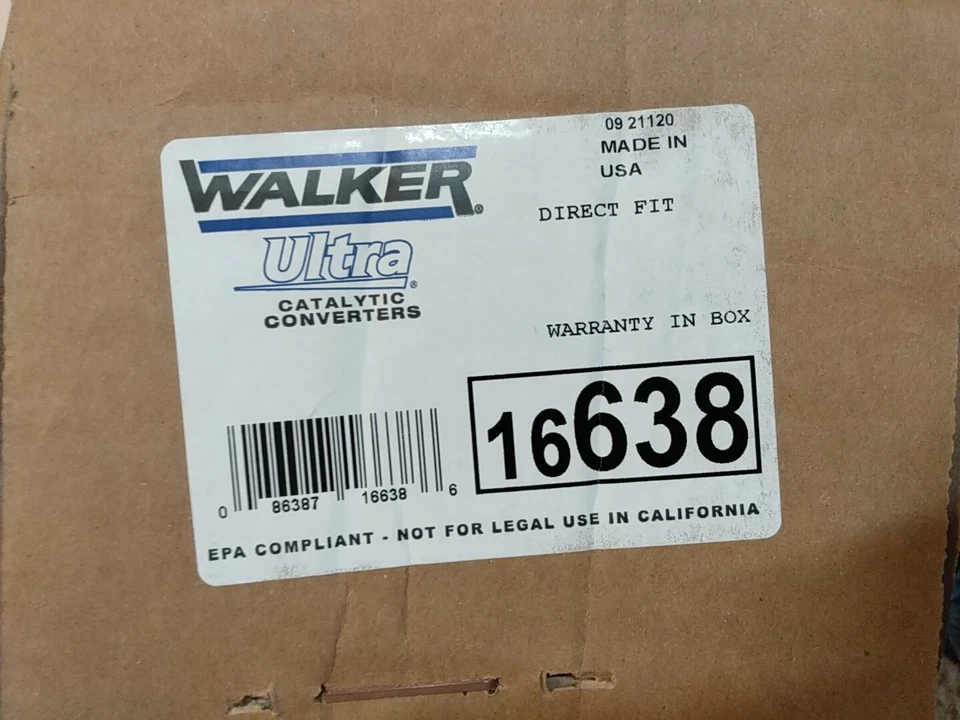 WALKER®
Ultra®
CATALYTIC
CONVERTERS
09 21120
MADE IN
USA
DIRECT FIT
WARRANTY IN BOX
16638
0 86387 16638 6
EPA COMPLIANT - NOT FOR LEGAL USE IN CALIFORNIA